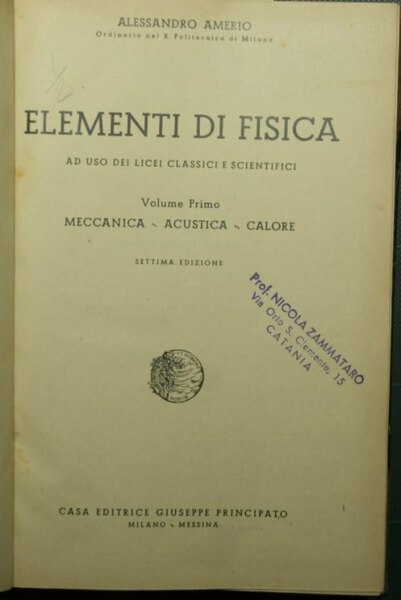 ALESSANDRO AMERIO
Ordinario nel R. Politecnico di Milano
ELEMENTI DI FISICA
AD USO DEI LICEI CLASSICI E SCIENTIFICI
Volume Primo
MECCANICA - ACUSTICA - CALORE
SETTIMA EDIZIONE
Prof. NICOLA ZAMMATARO
Via Orto S. Clemente, 15
CATANIA
CASA EDITRICE GIUSEPPE PRINCIPATO
MILANO - MESSINA